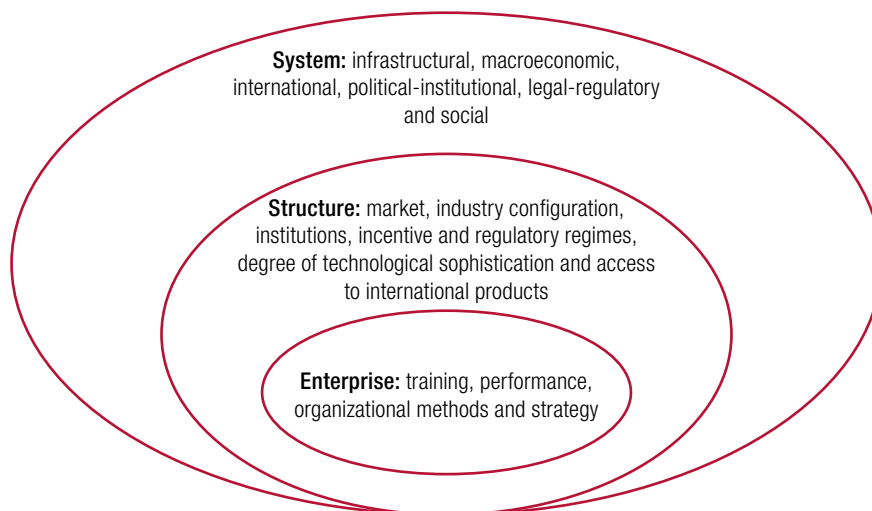 System: infrastructural, macroeconomic,
international, political-institutional, legal-regulatory
and social
Structure: market, industry configuration,
institutions, incentive and regulatory regimes,
degree of technological sophistication and access
to international products
Enterprise: training, performance,
organizational methods and strategy